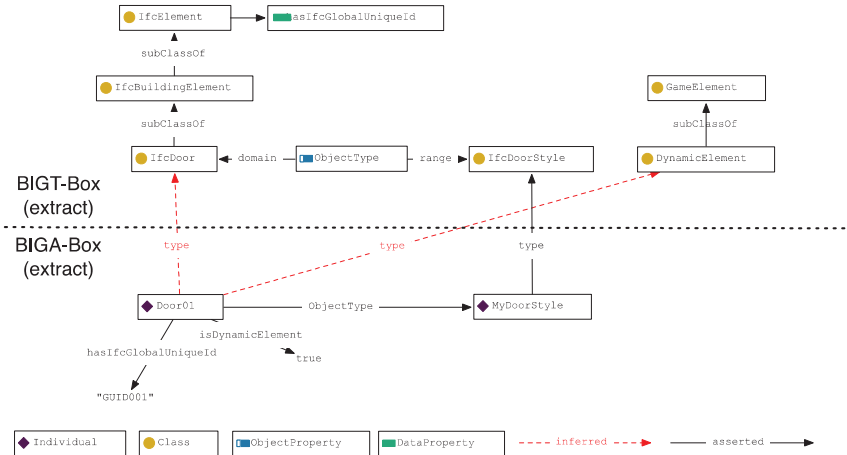 IfcElement
hasIfcGlobalUniqueId
subClassOf
IfcBuildingElement
GameElement
subClassOf
subClassOf
IfcDoor
domain
ObjectType
range
IfcDoorStyle
DynamicElement
BIGT-Box
(extract)
BIGA-Box
(extract)
type
type
type
Door01
ObjectType
MyDoorStyle
isDynamicElement
hasIfcGlobalUniqueId
true
"GUID001"
Individual
Class
ObjectProperty
DataProperty
inferred
asserted